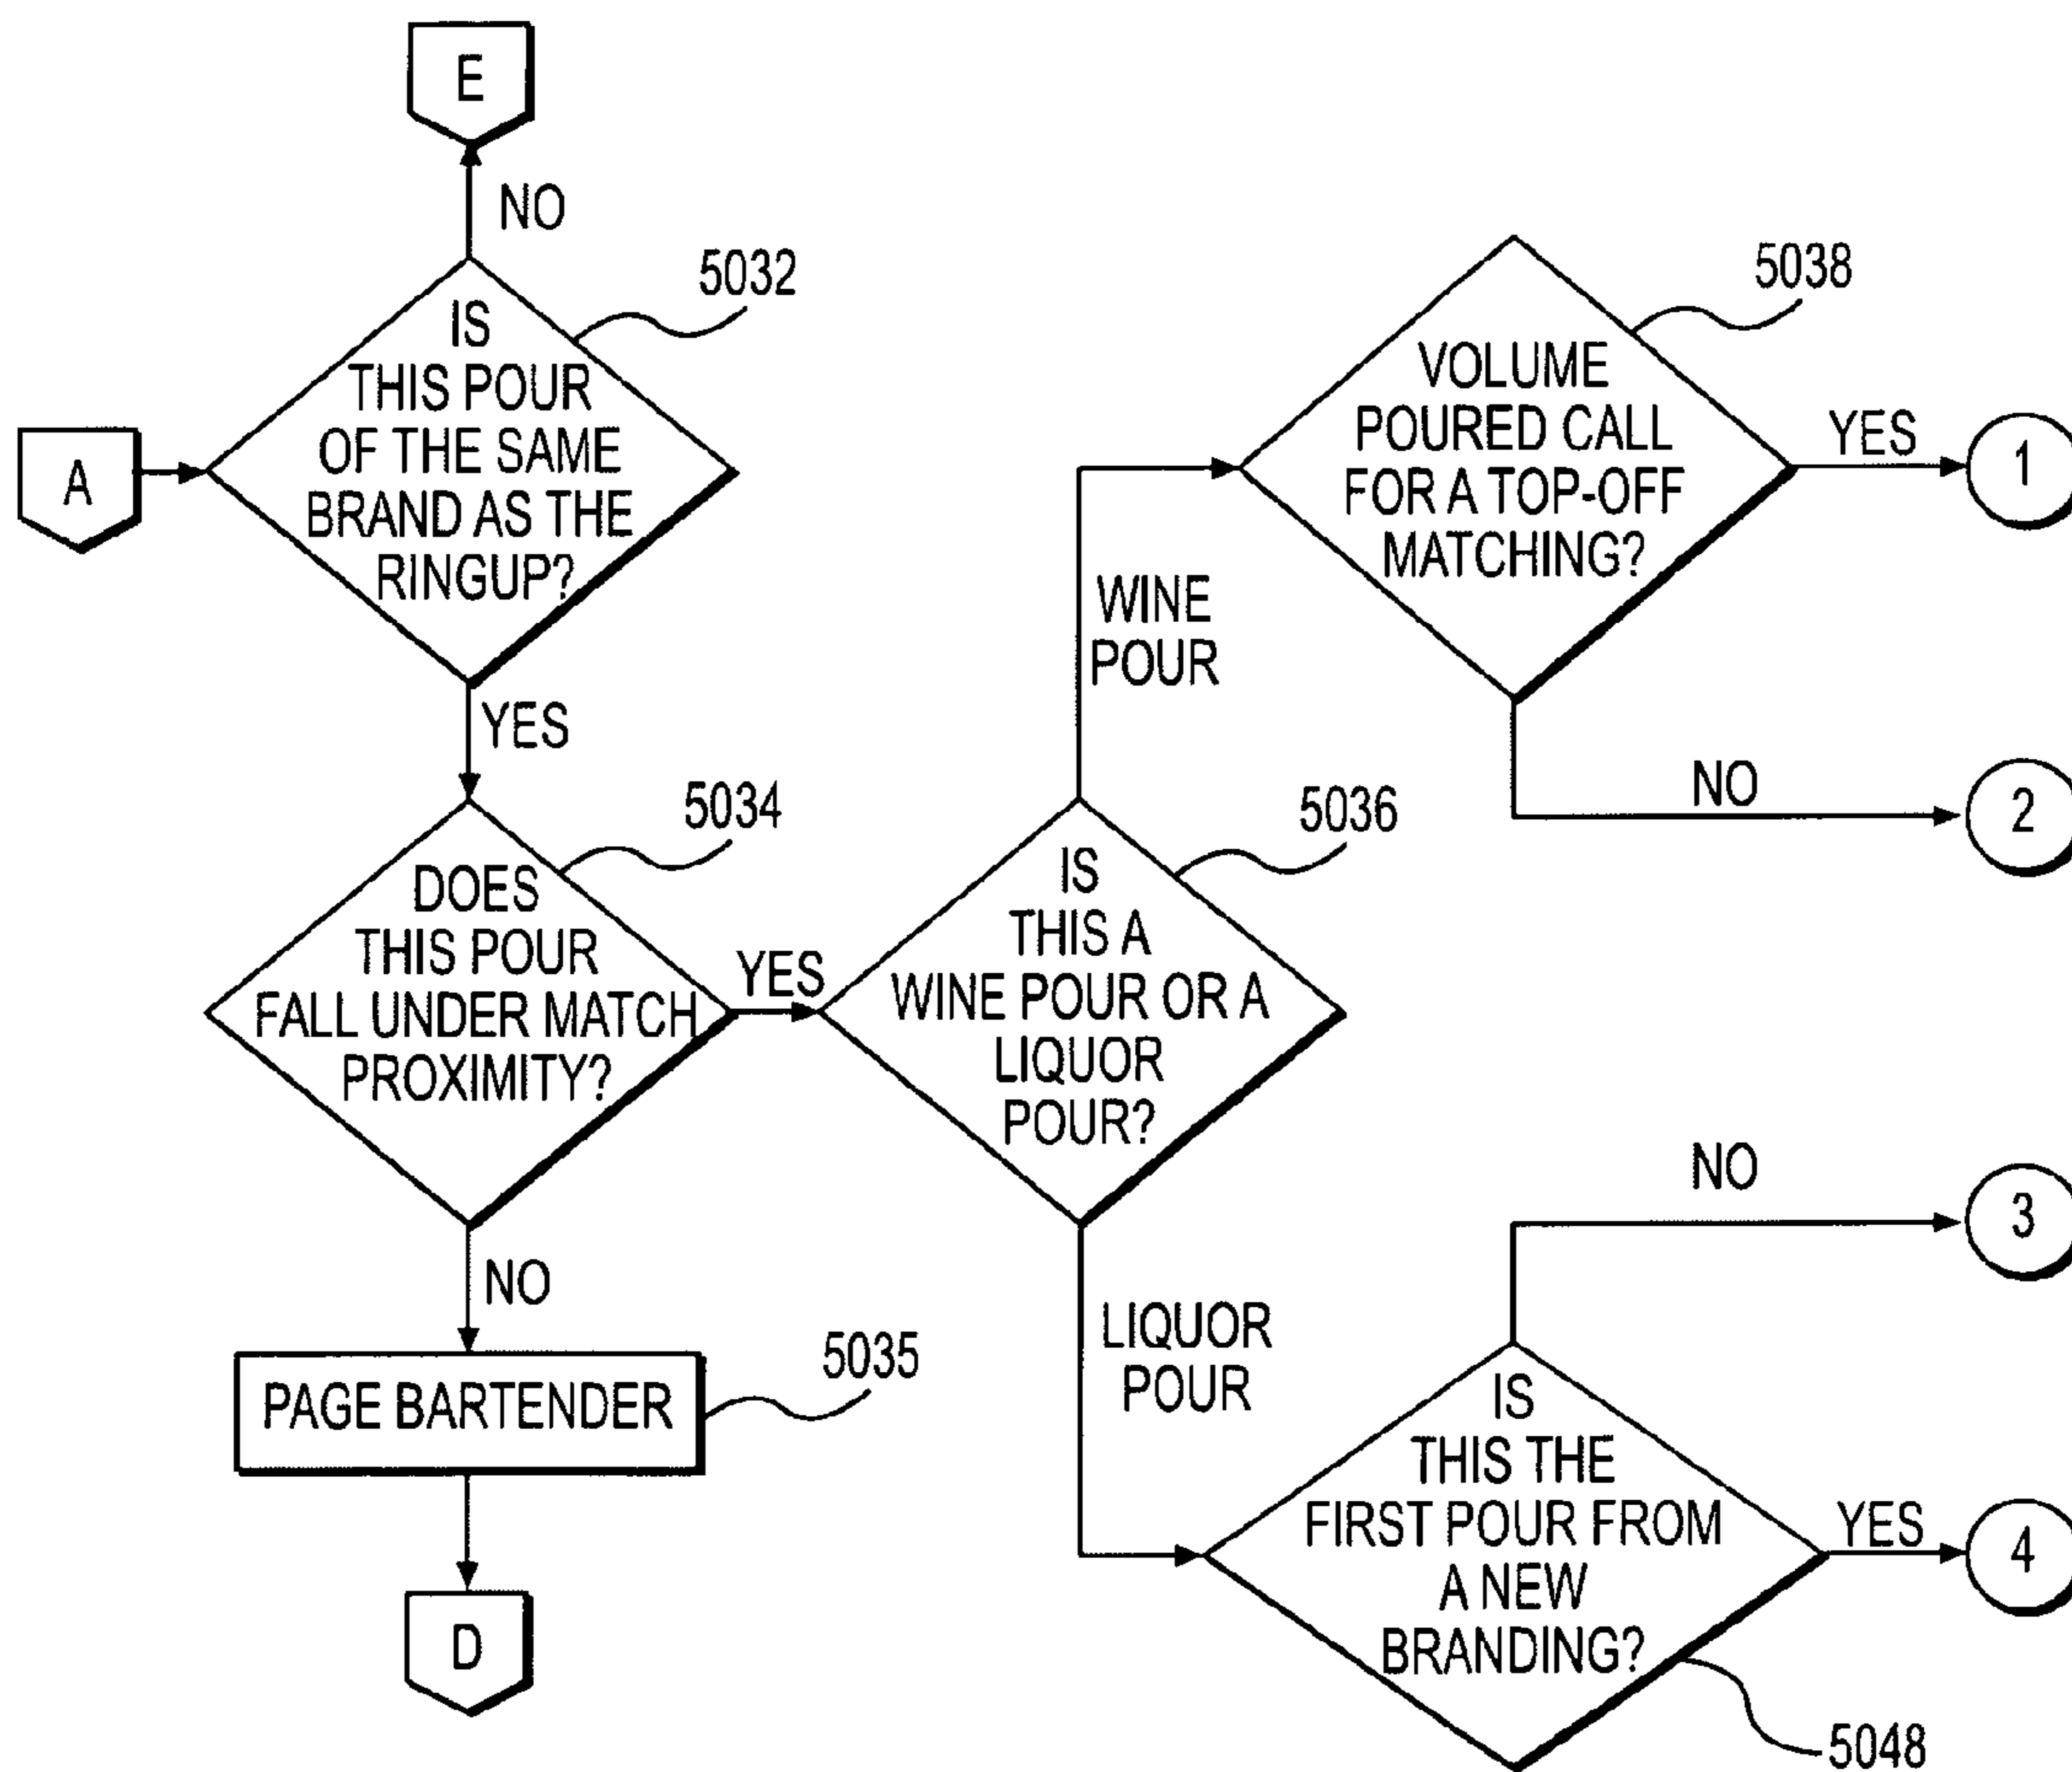 E
NO
5032
IS
THIS POUR
OF THE SAME
BRAND AS THE
RINGUP?
A
YES
5034
DOES
THIS POUR
FALL UNDER MATCH
PROXIMITY?
YES
NO
5035
PAGE BARTENDER
D
5036
IS
THIS A
WINE POUR OR A
LIQUOR
POUR?
WINE
POUR
5038
VOLUME
POURED CALL
FOR A TOP-OFF
MATCHING?
YES
1
NO
2
LIQUOR
POUR
NO
3
IS
THIS THE
FIRST POUR FROM
A NEW
BRANDING?
YES
4
5048